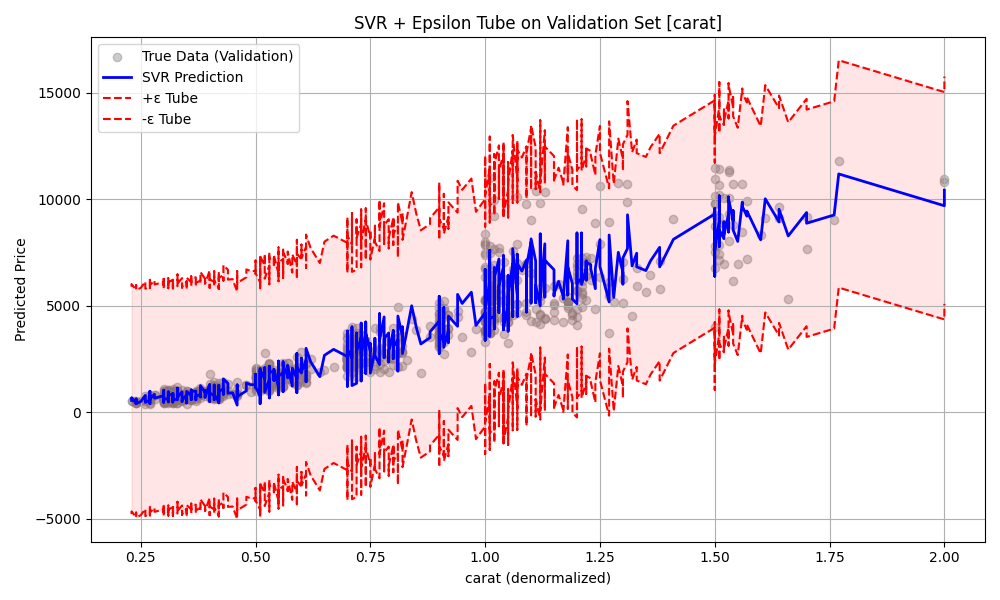 SVR + Epsilon Tube on Validation Set [carat]
True Data (Validation)
SVR Prediction
+ε Tube
-ε Tube
Predicted Price
15000
10000
5000
0
−5000
0.25 0.50 0.75 1.00 1.25 1.50 1.75 2.00
carat (denormalized)